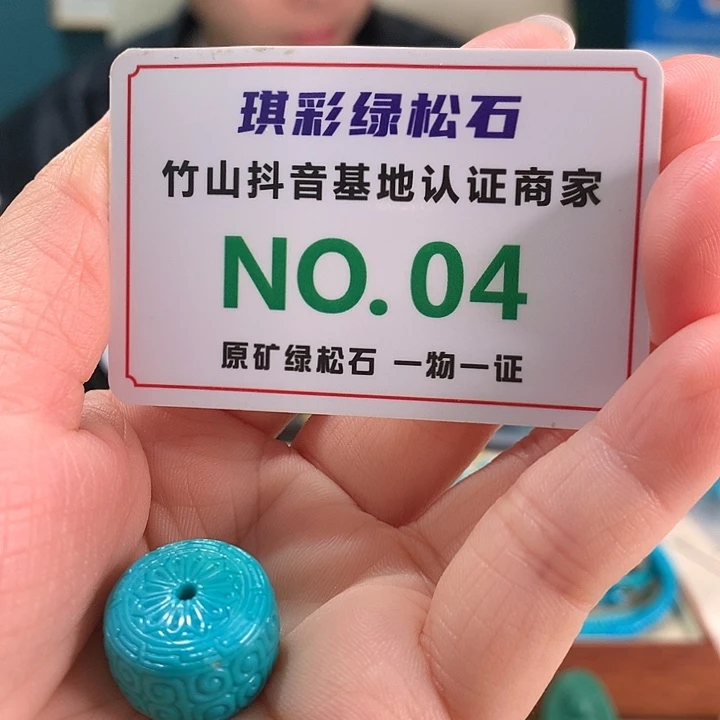 琪彩绿松石
竹山抖音基地认证商家
NO. 04
原矿绿松石 一物一证